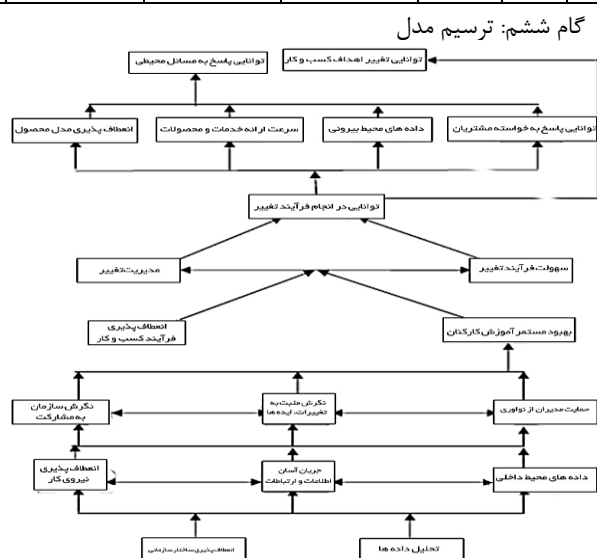 گام ششم: ترسیم مدل
توانایی تغییر اهداف کسب و کار
توانایی پاسخ به مسائل محیطی
توانایی پاسخ به خواسته مشتریان
داده های محیط بیرونی
سرعت ارائه خدمات و محصولات
انعطاف پذیری مدل محصول
توانایی در انجام فرآیند تغییر
سهولت فرآیند تغییر
مدیریت تغییر
بهبود مستمر آموزش کارکنان
انعطاف پذیری
فرآیند کسب و کار
حمایت مدیران از نوآوری
نگرش مثبت به
تغییرات، ایده ها
نگرش سازمان
به مشارکت
داده های محیط داخلی
جریان آسان
اطلاعات و ارتباطات
انعطاف پذیری
نیروی کار
تحلیل داده ها
انعطاف پذیری ساختار سازمانی